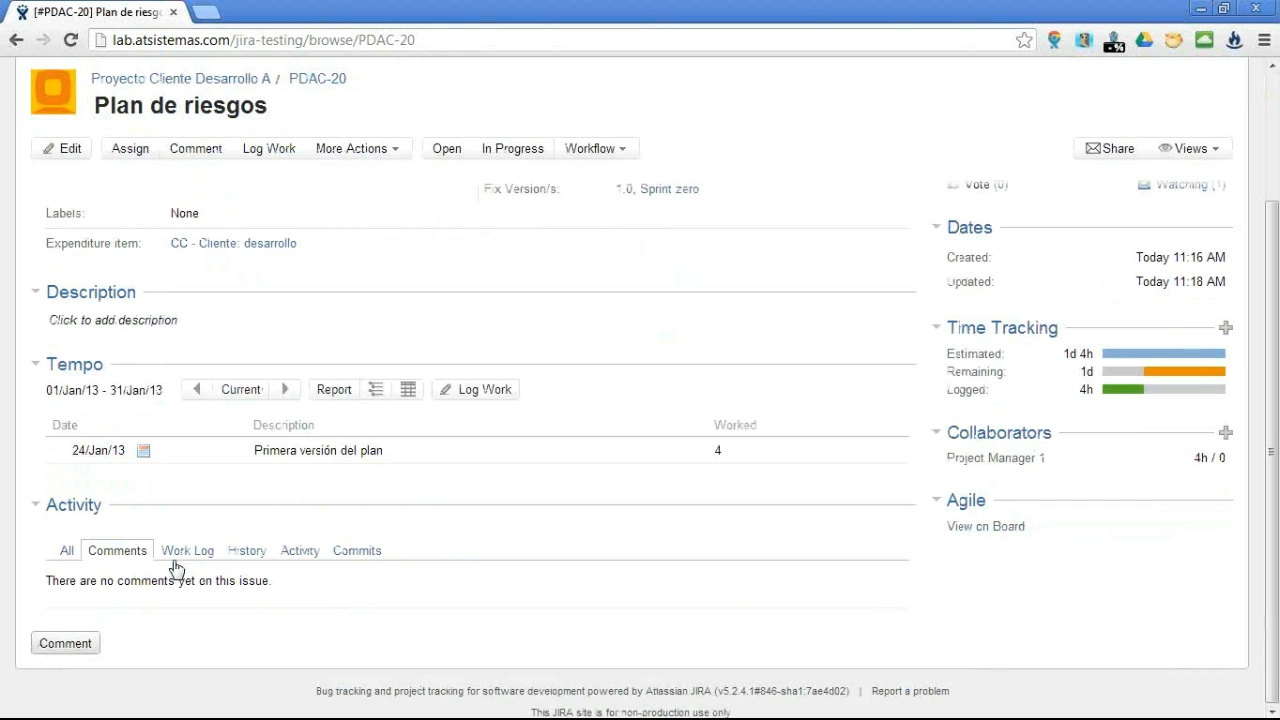 [#PDAC-20] Plan de riesgo
lab.atsistemas.com/jira-testing/browse/PDAC-20
Proyecto Cliente Desarrollo A / PDAC-20
Plan de riesgos
Edit Assign Comment Log Work More Actions Open In Progress Workflow Share Views
Fix Version/s: 1.0, Sprint zero
Vote (0) Watching (1)
Labels: None
Expenditure item: CC - Cliente: desarrollo
Description
Click to add description
Tempo
01/Jan/13 - 31/Jan/13 Current Report Log Work
Date Description Worked
24/Jan/13 Primera versión del plan 4
Activity
All Comments Work Log History Activity Commits
There are no comments yet on this issue.
Comment
Dates
Created: Today 11:16 AM
Updated: Today 11:18 AM
Time Tracking
Estimated: 1d 4h
Remaining: 1d
Logged: 4h
Collaborators
Project Manager 1 4h / 0
Agile
View on Board
Bug tracking and project tracking for software development powered by Atlassian JIRA (v5.2.4.1#846-sha1:7ae4d02) | Report a problem
This JIRA site is for non-production use only